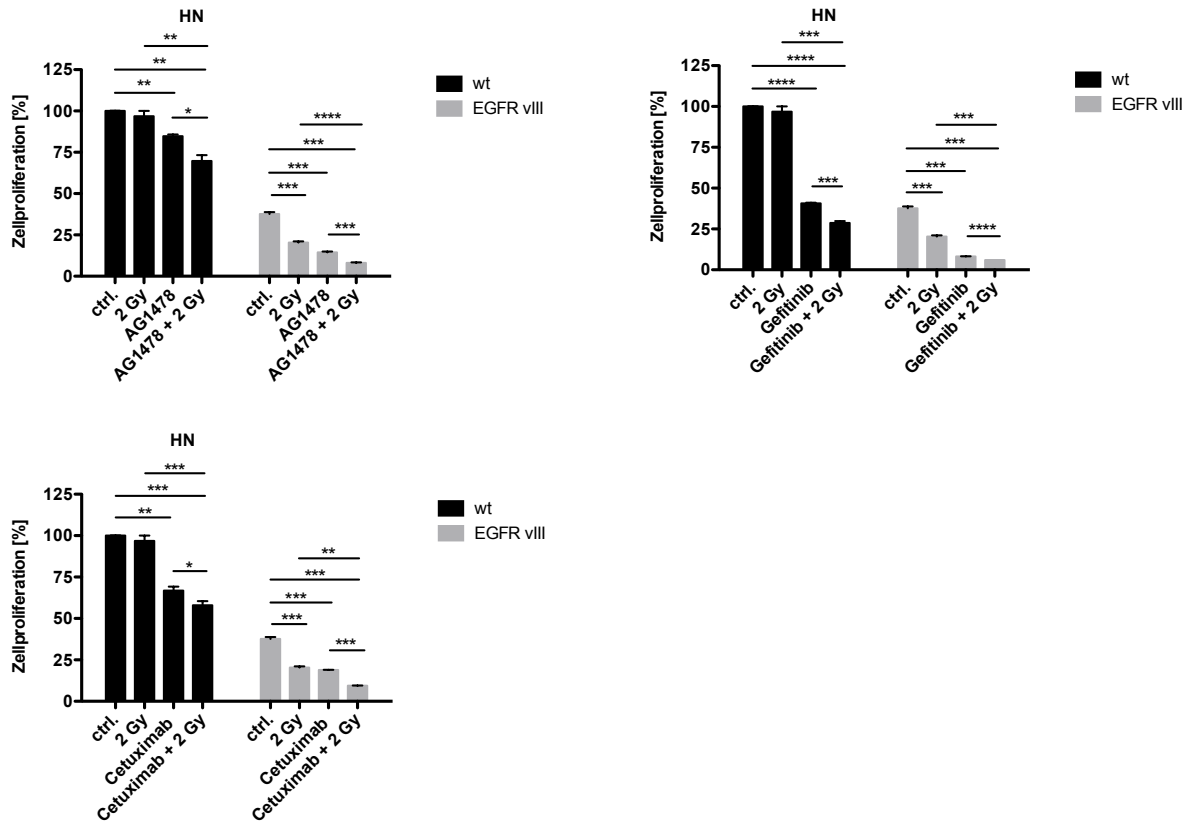 HN
**
**
**
*
****
***
***
***
***
Zellproliferation [%]
125
100
75
50
25
0
ctrl.
2 Gy
AG1478
AG1478 + 2 Gy
ctrl.
2 Gy
AG1478
AG1478 + 2 Gy
wt
EGFR vIII
HN
***
****
****
***
***
***
***
***
****
Zellproliferation [%]
125
100
75
50
25
0
ctrl.
2 Gy
Gefitinib
Gefitinib + 2 Gy
ctrl.
2 Gy
Gefitinib
Gefitinib + 2 Gy
wt
EGFR vIII
HN
***
***
**
*
**
***
***
***
***
Zellproliferation [%]
125
100
75
50
25
0
ctrl.
2 Gy
Cetuximab
Cetuximab + 2 Gy
ctrl.
2 Gy
Cetuximab
Cetuximab + 2 Gy
wt
EGFR vIII